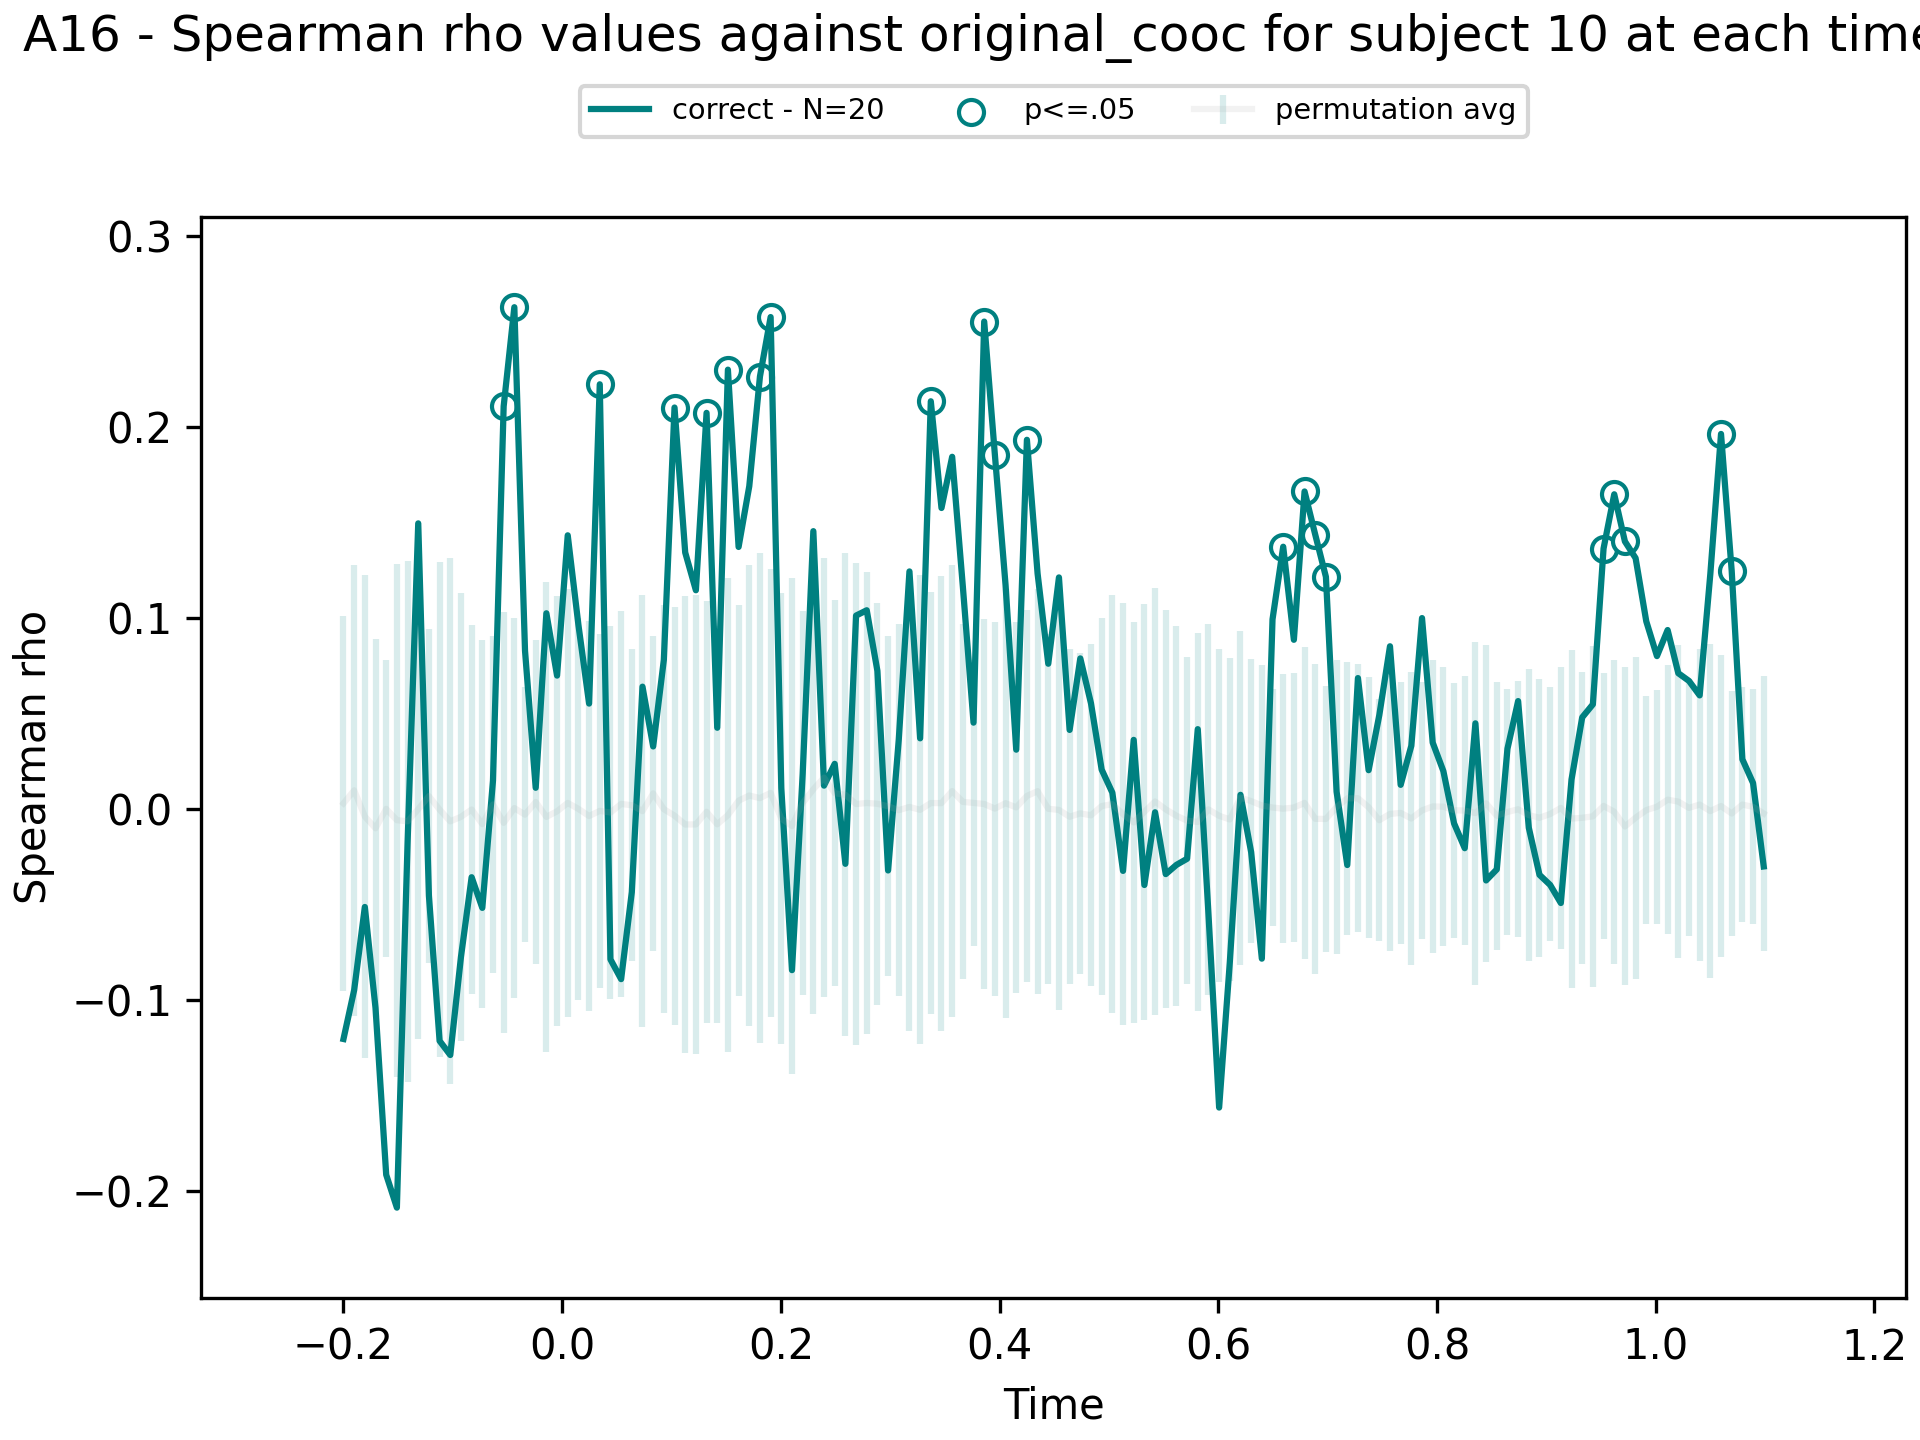 A16 - Spearman rho values against original_cooc for subject 10 at each time
correct - N=20 p<=.05 permutation avg
0.3
0.2
0.1
0.0
−0.1
−0.2
Spearman rho
−0.2 0.0 0.2 0.4 0.6 0.8 1.0 1.2
Time